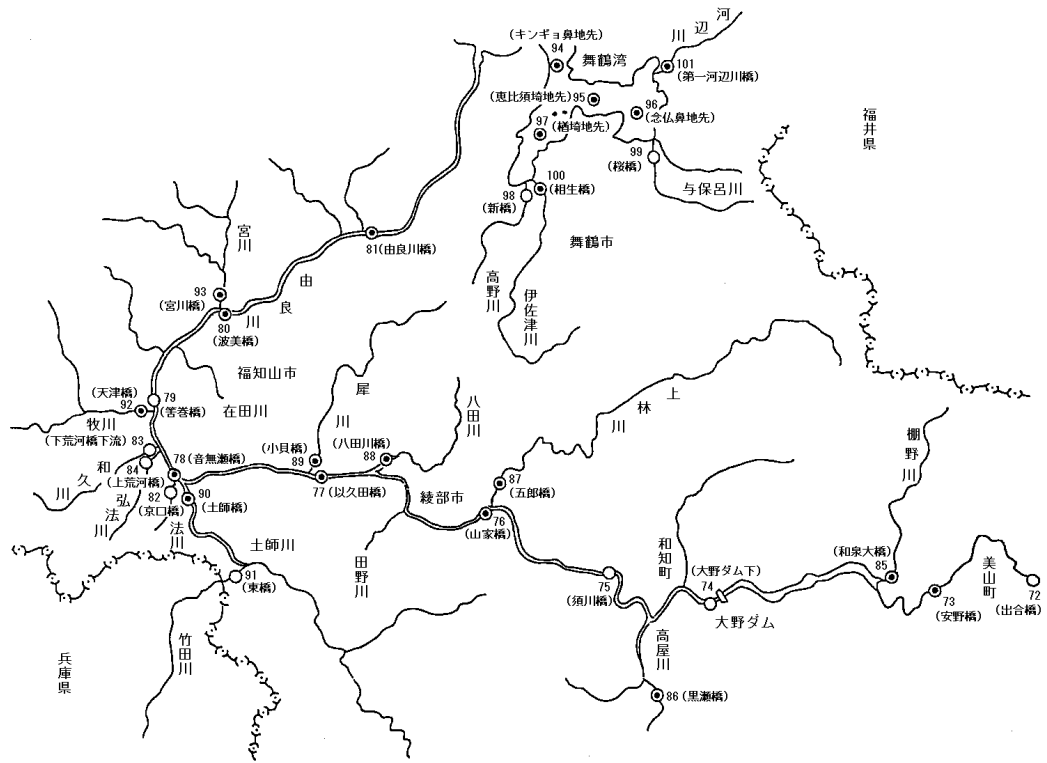 (キンギョ鼻地先)
94
舞鶴湾
河辺川
101
(第一河辺川橋)
(恵比須埼地先)95
96
(念仏鼻地先)
97
(楢埼地先)
99
(桜橋)
与保呂川
福井県
100
(相生橋)
98
(新橋)
舞鶴市
高野川
伊佐津川
81(由良川橋)
宮川
93
(宮川橋)
由良川
80
(波美橋)
福知山市
在田川
(天津橋)
79
(筈巻橋)
92
牧川
(下荒河橋下流)
83
84
(上荒河橋)
和久川
弘法川
78(音無瀬橋)
82
(京口橋)
90
(土師橋)
法川
土師川
91
(東橋)
竹田川
兵庫県
犀川
(小貝橋)
89
(八田川橋)
88
八田川
77(以久田橋)
綾部市
田野川
上林川
87
(五郎橋)
76
(山家橋)
75
(須川橋)
和知町
(大野ダム下)
74
大野ダム
高屋川
86(黒瀬橋)
棚野川
(和泉大橋)
85
73
(安野橋)
美山町
72
(出合橋)